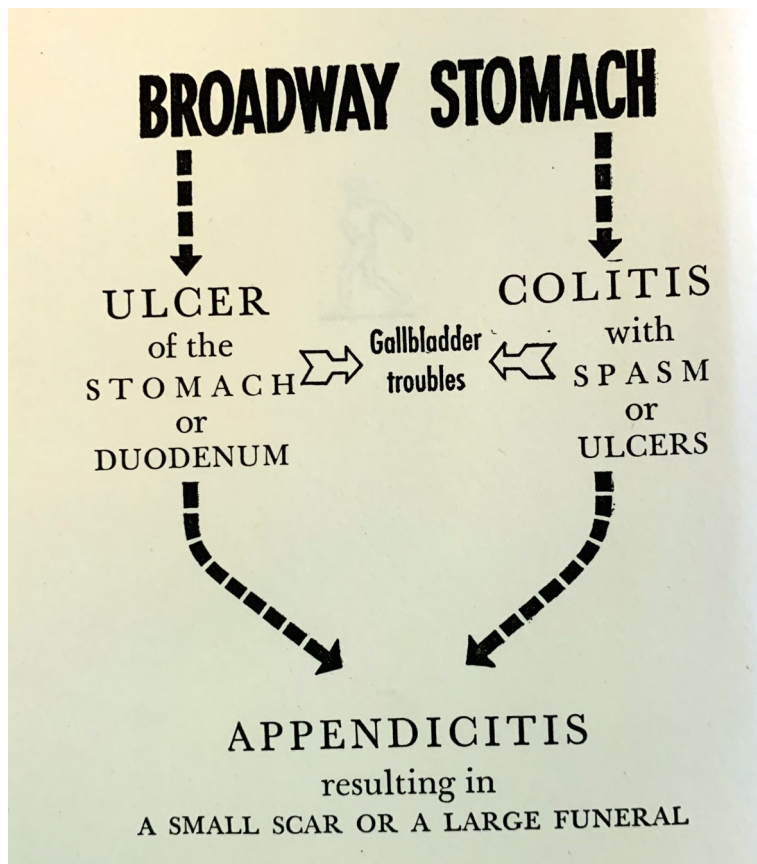 BROADWAY STOMACH
ULCER
of the
STOMACH
or
DUODENUM
Gallbladder
troubles
COLITIS
with
SPASM
or
ULCERS
APPENDICITIS
resulting in
A SMALL SCAR OR A LARGE FUNERAL